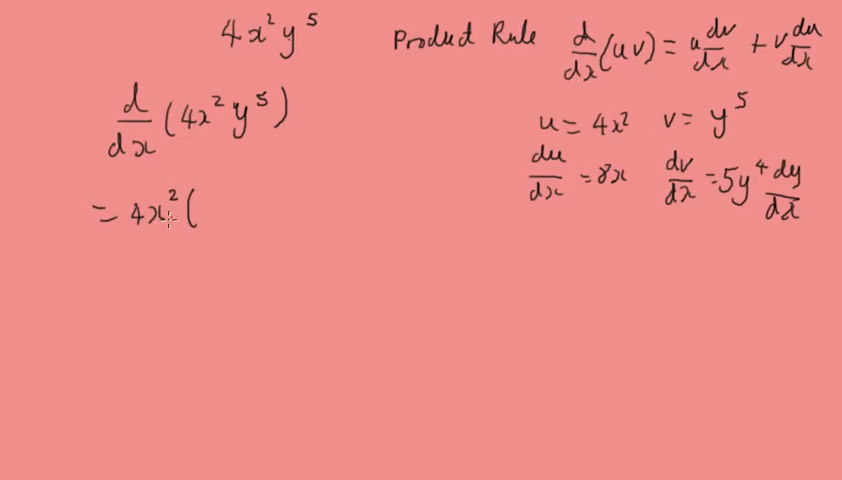 4x²y⁵
Product Rule d/dx(uv) = u dv/dx + v du/dx
d/dx (4x²y⁵)
u = 4x² v = y⁵
du/dx = 8x dv/dx = 5y⁴ dy/dx
= 4x² (